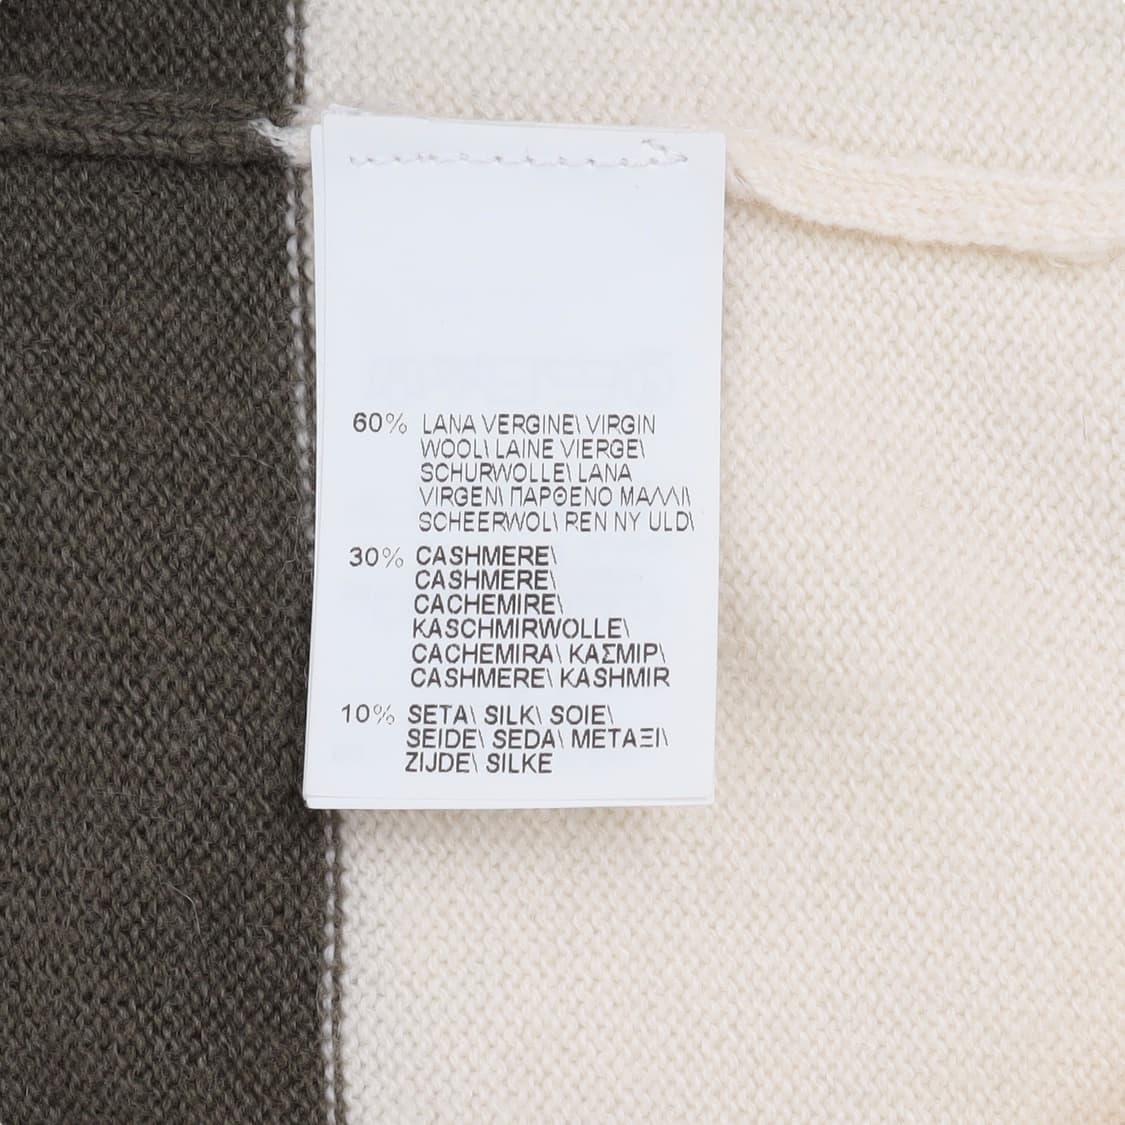 60% LANA VERGINE\ VIRGIN
WOOL\ LAINE VIERGE\
SCHURWOLLE\ LANA
VIRGEN\ ΠΑΡΘΕΝΟ ΜΑΛΛΙ\
SCHEERWOL\ REN NY ULD\
30% CASHMERE\
CASHMERE\
CACHEMIRE\
KASCHMIRWOLLE\
CACHEMIRA\ ΚΑΣΜΙΡ\
CASHMERE\ KASHMIR
10% SETA\ SILK\ SOIE\
SEIDE\ SEDA\ ΜΕΤΑΞΙ\
ZIJDE\ SILKE